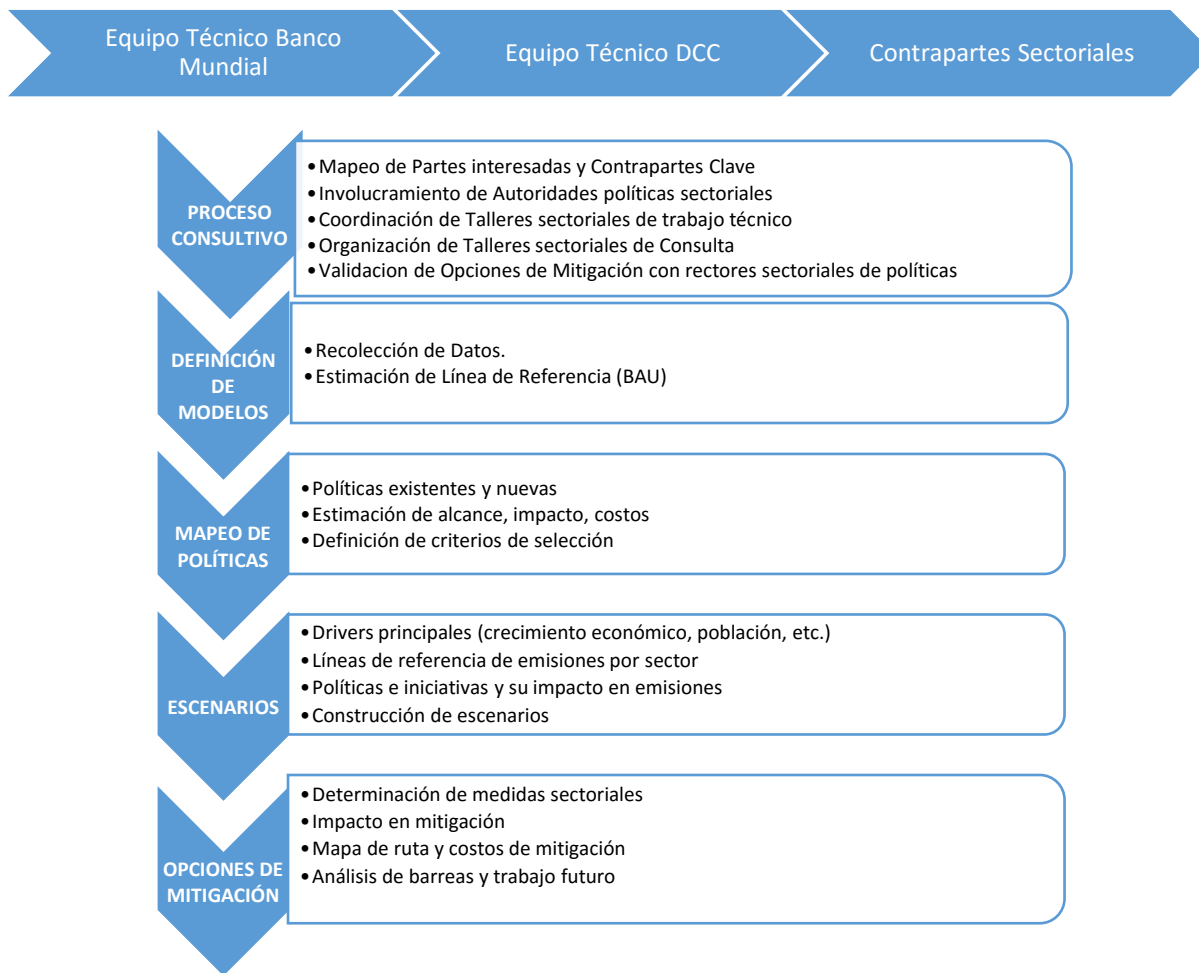 Equipo Técnico Banco
Mundial
Equipo Técnico DCC
Contrapartes Sectoriales
PROCESO
CONSULTIVO
•Mapeo de Partes interesadas y Contrapartes Clave
•Involucramiento de Autoridades políticas sectoriales
•Coordinación de Talleres sectoriales de trabajo técnico
•Organización de Talleres sectoriales de Consulta
•Validacion de Opciones de Mitigación con rectores sectoriales de políticas
DEFINICIÓN
DE
MODELOS
•Recolección de Datos.
•Estimación de Línea de Referencia (BAU)
MAPEO DE
POLÍTICAS
•Políticas existentes y nuevas
•Estimación de alcance, impacto, costos
•Definición de criterios de selección
ESCENARIOS
•Drivers principales (crecimiento económico, población, etc.)
•Líneas de referencia de emisiones por sector
•Políticas e iniciativas y su impacto en emisiones
•Construcción de escenarios
OPCIONES DE
MITIGACIÓN
•Determinación de medidas sectoriales
•Impacto en mitigación
•Mapa de ruta y costos de mitigación
•Análisis de barreas y trabajo futuro